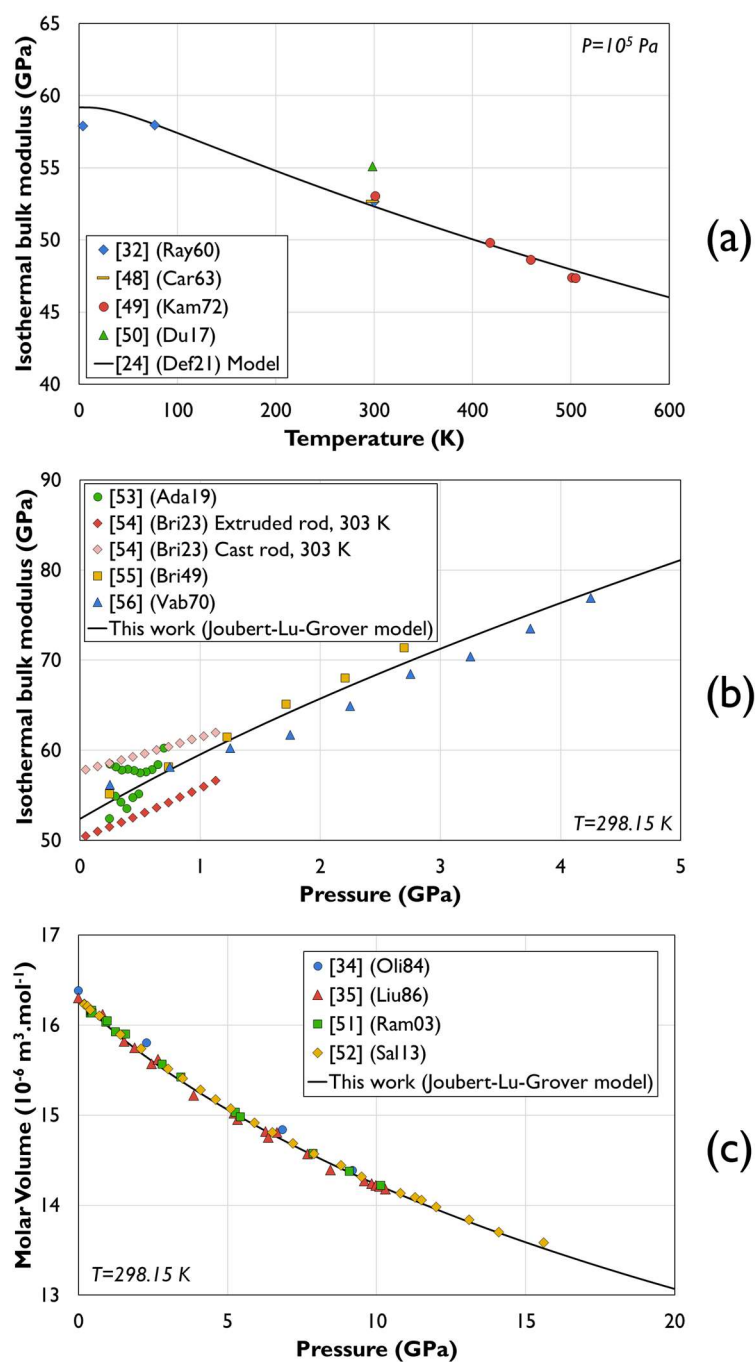 65
60
55
50
45
40
Isothermal bulk modulus (GPa)
P=10⁵ Pa
[32] (Ray60)
[48] (Car63)
[49] (Kam72)
[50] (Du17)
[24] (Def21) Model
0 100 200 300 400 500 600
Temperature (K)
(a)
90
80
70
60
50
Isothermal bulk modulus (GPa)
[53] (Ada19)
[54] (Bri23) Extruded rod, 303 K
[54] (Bri23) Cast rod, 303 K
[55] (Bri49)
[56] (Vab70)
This work (Joubert-Lu-Grover model)
T=298.15 K
0 1 2 3 4 5
Pressure (GPa)
(b)
17
16
15
14
13
Molar Volume (10⁻⁶ m³.mol⁻¹)
[34] (Oli84)
[35] (Liu86)
[51] (Ram03)
[52] (Sal13)
This work (Joubert-Lu-Grover model)
T=298.15 K
0 5 10 15 20
Pressure (GPa)
(c)